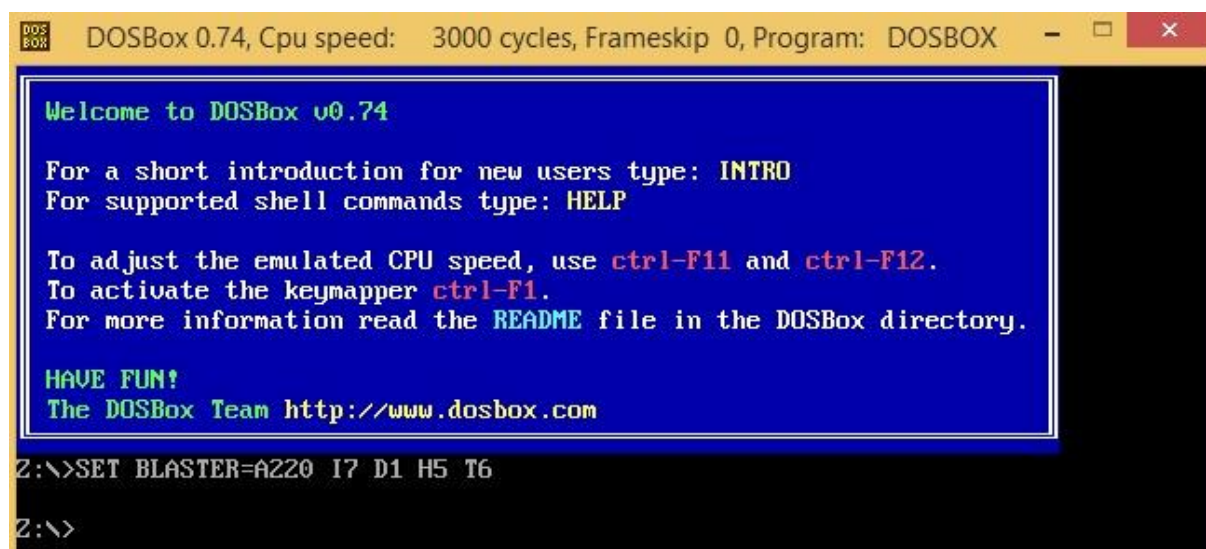 DOS
BOX
DOSBox 0.74, Cpu speed: 3000 cycles, Frameskip 0, Program: DOSBOX
Welcome to DOSBox v0.74
For a short introduction for new users type: INTRO
For supported shell commands type: HELP
To adjust the emulated CPU speed, use ctrl-F11 and ctrl-F12.
To activate the keymapper ctrl-F1.
For more information read the README file in the DOSBox directory.
HAVE FUN!
The DOSBox Team http://www.dosbox.com
Z:\>SET BLASTER=A220 I7 D1 H5 T6
Z:\>